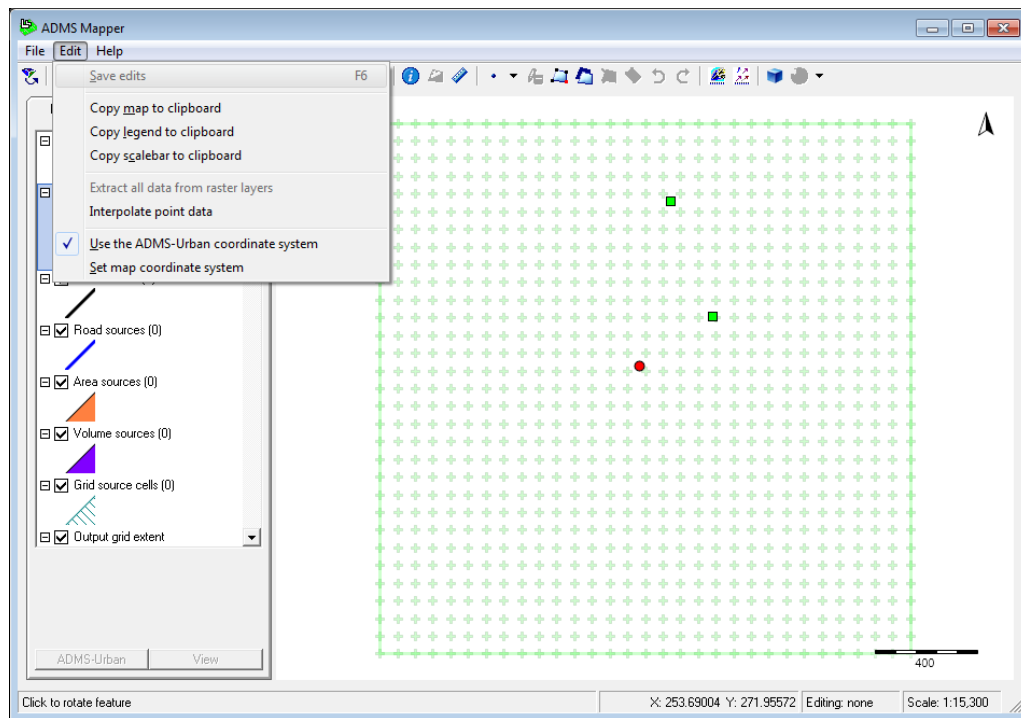 ADMS Mapper
File Edit Help
Save edits F6
Copy map to clipboard
Copy legend to clipboard
Copy scalebar to clipboard
Extract all data from raster layers
Interpolate point data
Use the ADMS-Urban coordinate system
Set map coordinate system
Road sources (0)
Area sources (0)
Volume sources (0)
Grid source cells (0)
Output grid extent
ADMS-Urban View
400
Click to rotate feature X: 253.69004 Y: 271.95572 Editing: none Scale: 1:15,300